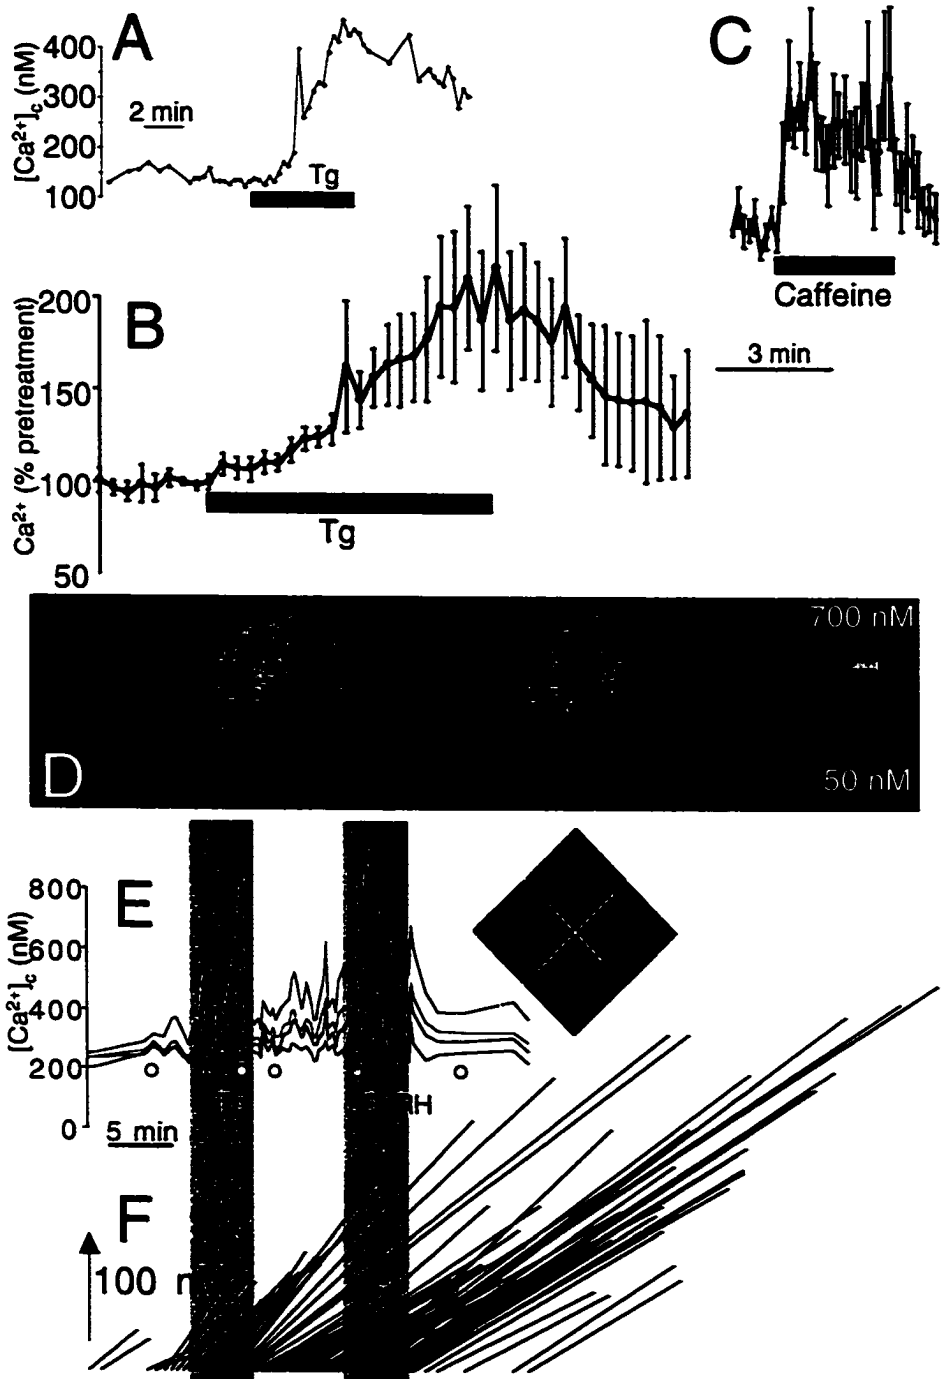 A
C
[Ca²⁺]c (nM)
400
300
200
100
2 min
Tg
Caffeine
3 min
B
Ca²⁺ (% pretreatment)
200
150
100
50
Tg
700 nM
D
50 nM
E
[Ca²⁺]c (nM)
800
600
400
200
0
5 min
F
100